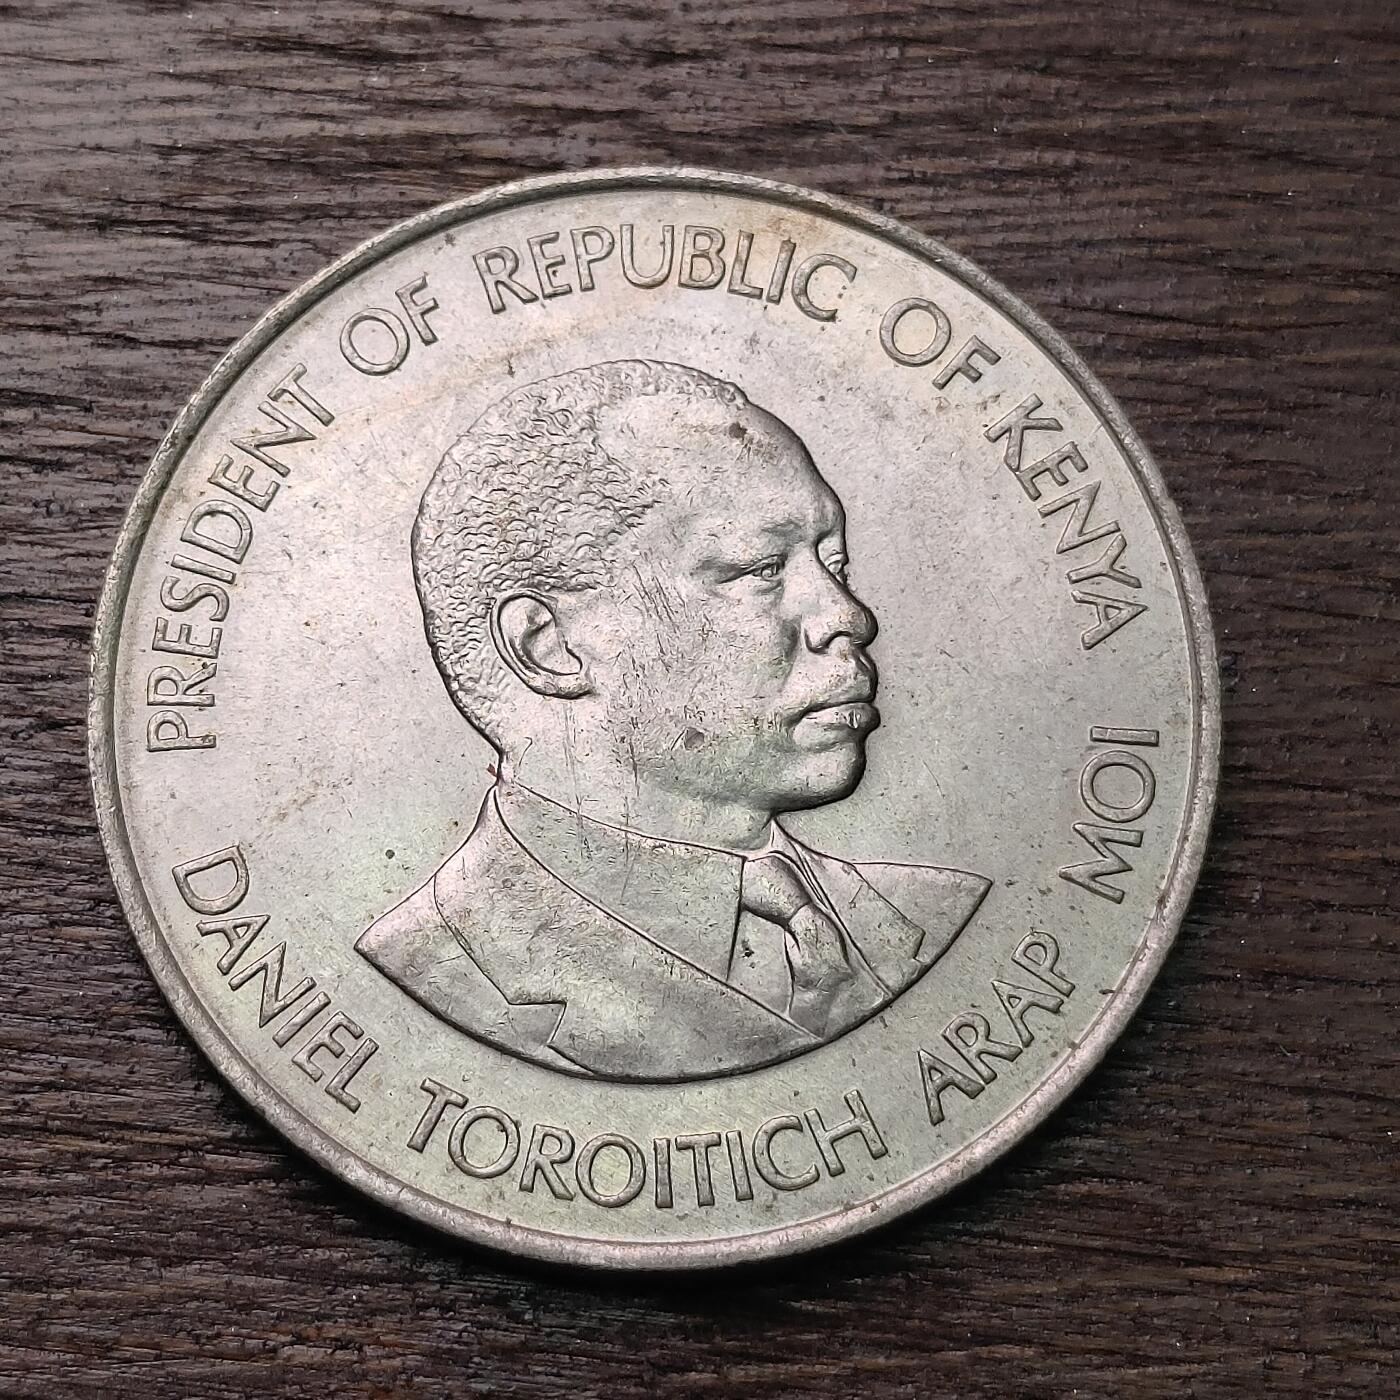 PRESIDENT OF REPUBLIC OF KENYA
DANIEL TOROITICH ARAP MOI